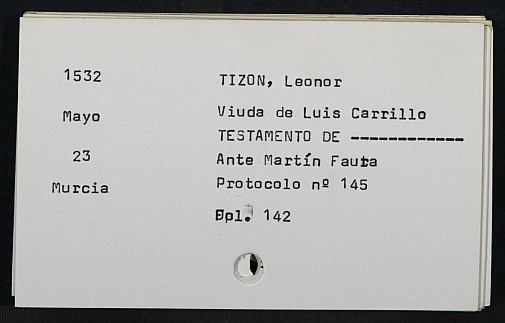 1532 TIZON, Leonor
Mayo Viuda de Luis Carrillo
TESTAMENTO DE ------------
23 Ante Martín Fauta
Murcia Protocolo nº 145
Fol. 142